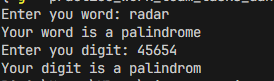 Enter you word: radar
Your word is a palindrome
Enter you digit: 45654
Your digit is a palindrom